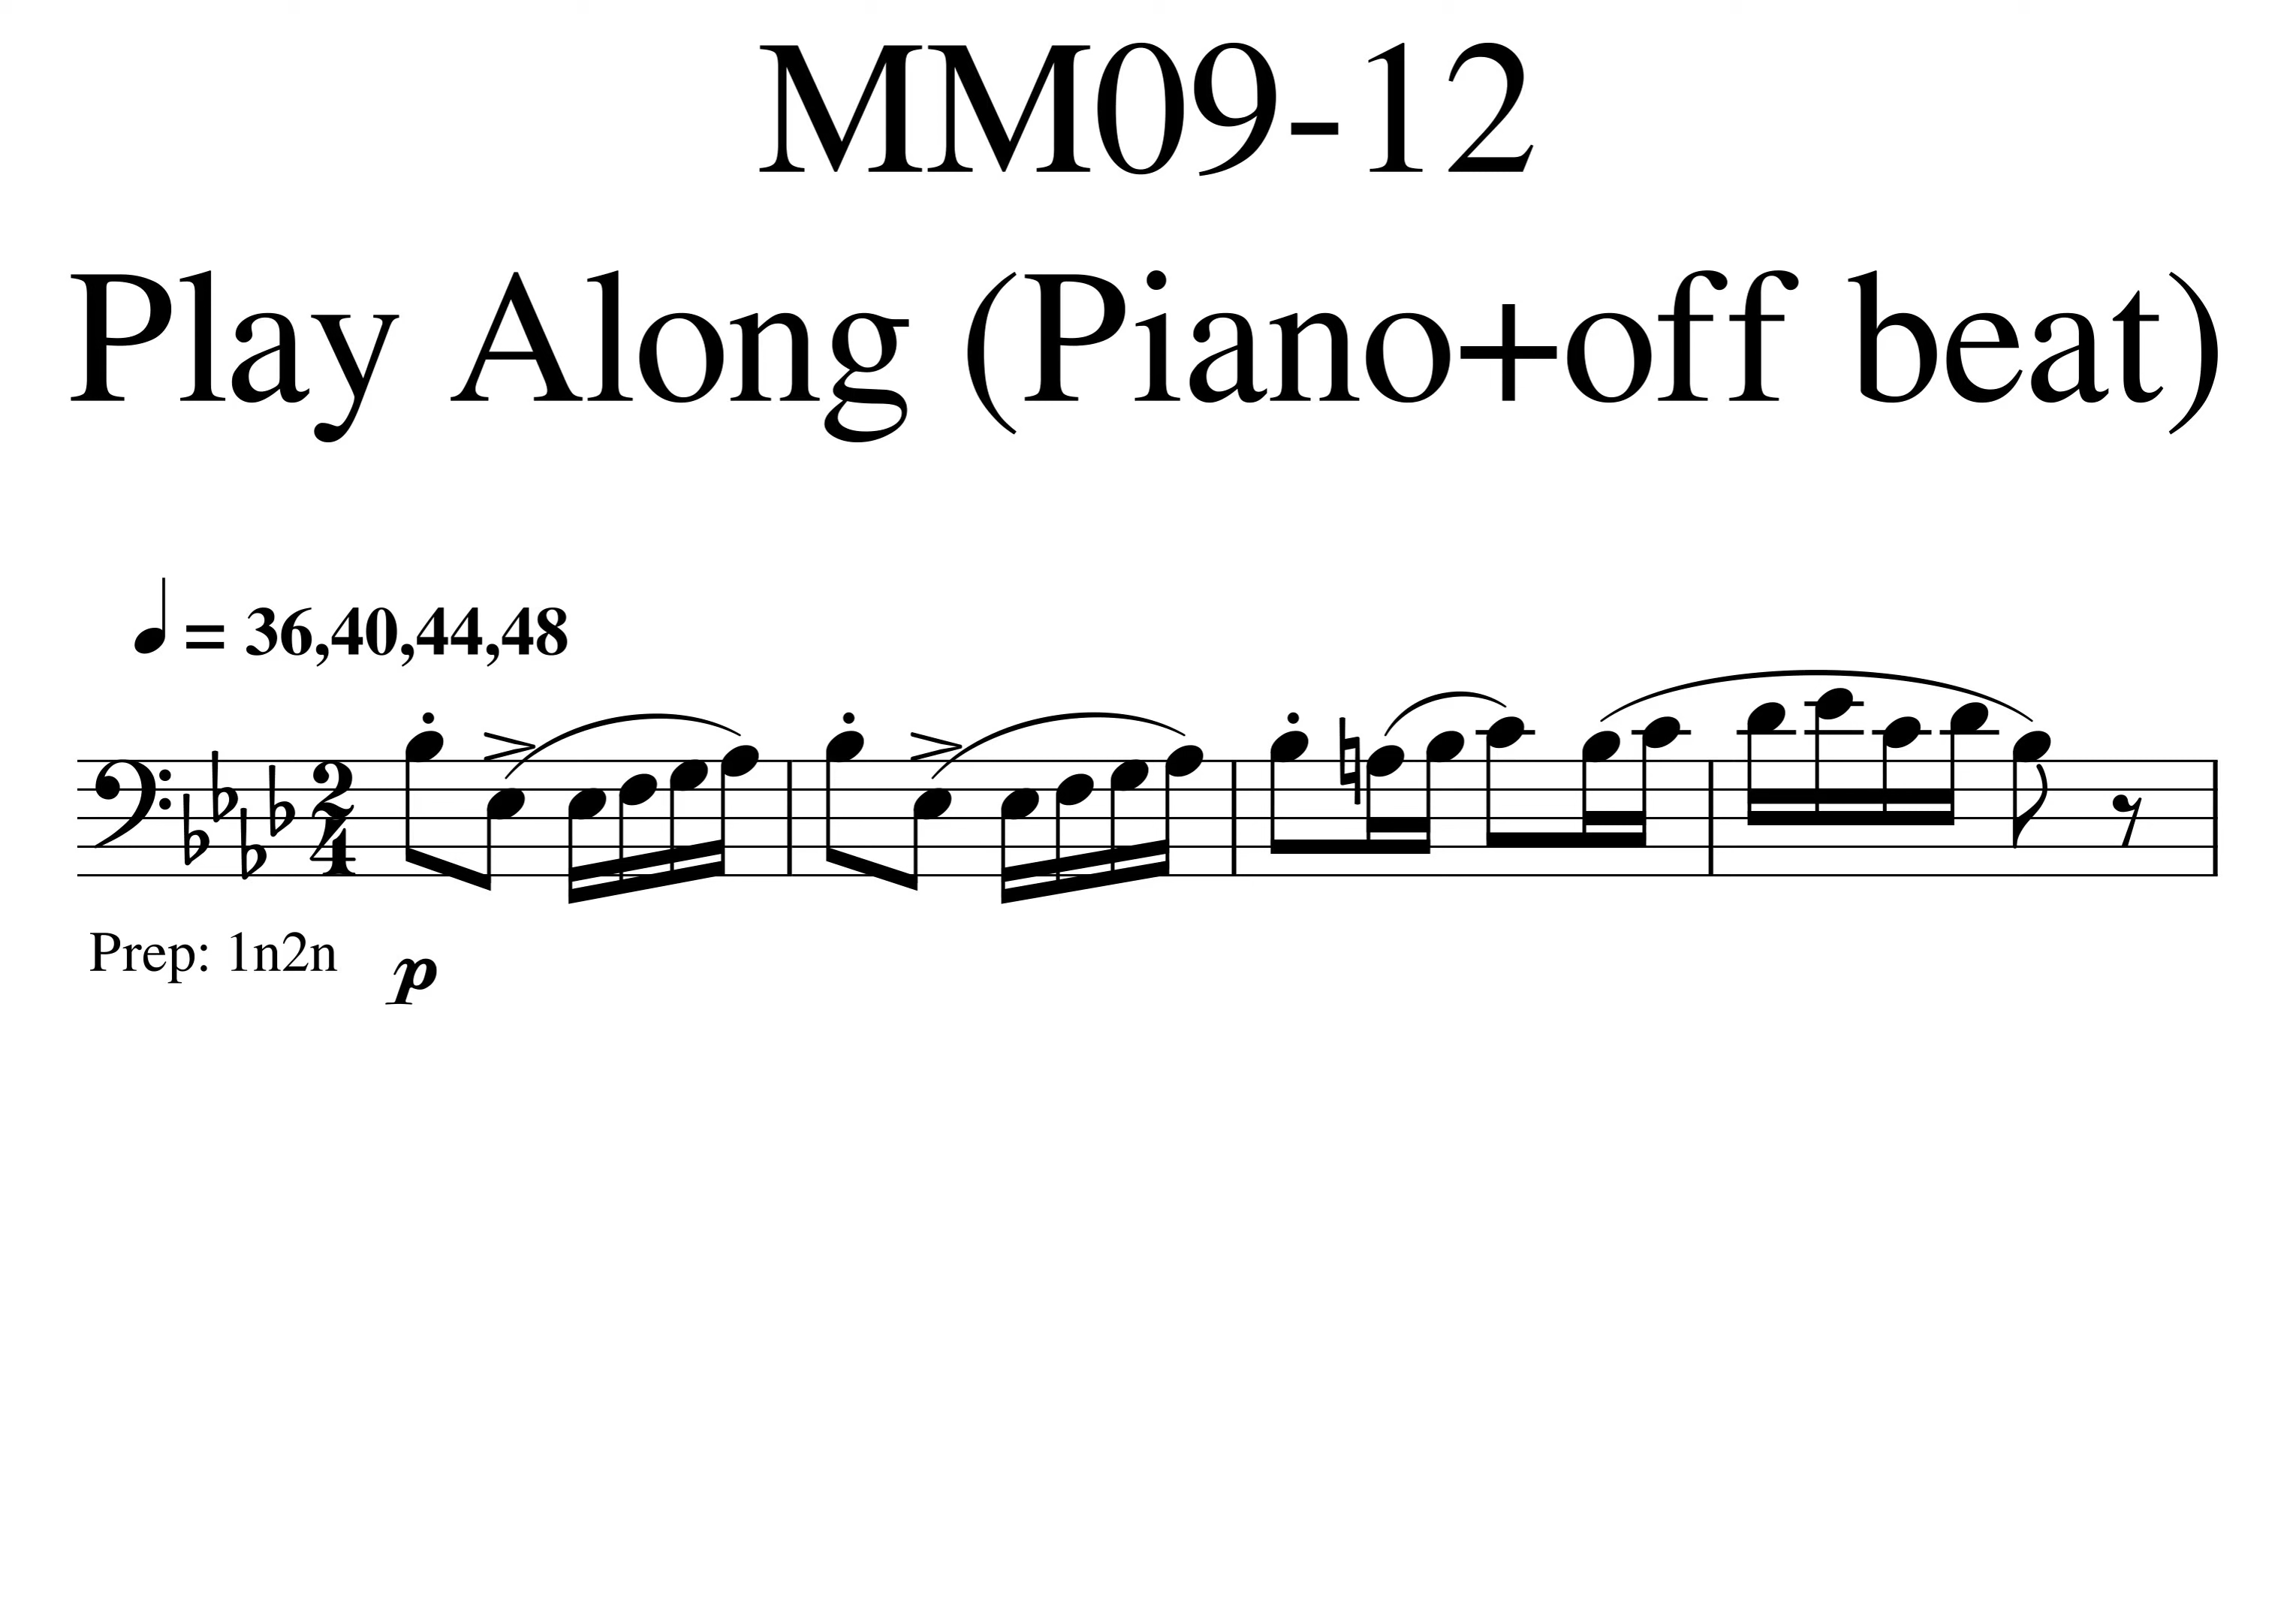 MM09-12
Play Along (Piano+off beat)
= 36,40,44,48
2
4
Prep: 1n2n
p